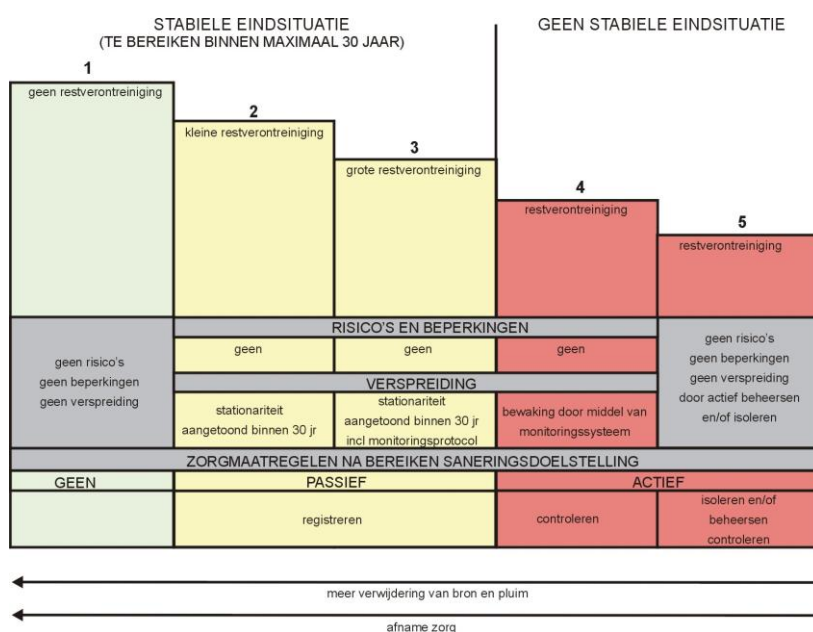 STABIELE EINDSITUATIE
(TE BEREIKEN BINNEN MAXIMAAL 30 JAAR)
GEEN STABIELE EINDSITUATIE
1
geen restverontreiniging
2
kleine restverontreiniging
3
grote restverontreiniging
4
restverontreiniging
5
restverontreiniging
RISICO'S EN BEPERKINGEN
geen risico's
geen beperkingen
geen verspreiding
geen
geen
geen
geen risico's
geen beperkingen
geen verspreiding
door actief beheersen
en/of isoleren
VERSPREIDING
stationariteit
aangetoond binnen 30 jr
stationariteit
aangetoond binnen 30 jr
incl monitoringsprotocol
bewaking door middel van
monitoringssysteem
ZORGMAATREGELEN NA BEREIKEN SANERINGSDOELSTELLING
GEEN
PASSIEF
ACTIEF
registreren
controleren
isoleren en/of
beheersen
controleren
meer verwijdering van bron en pluim
afname zorg